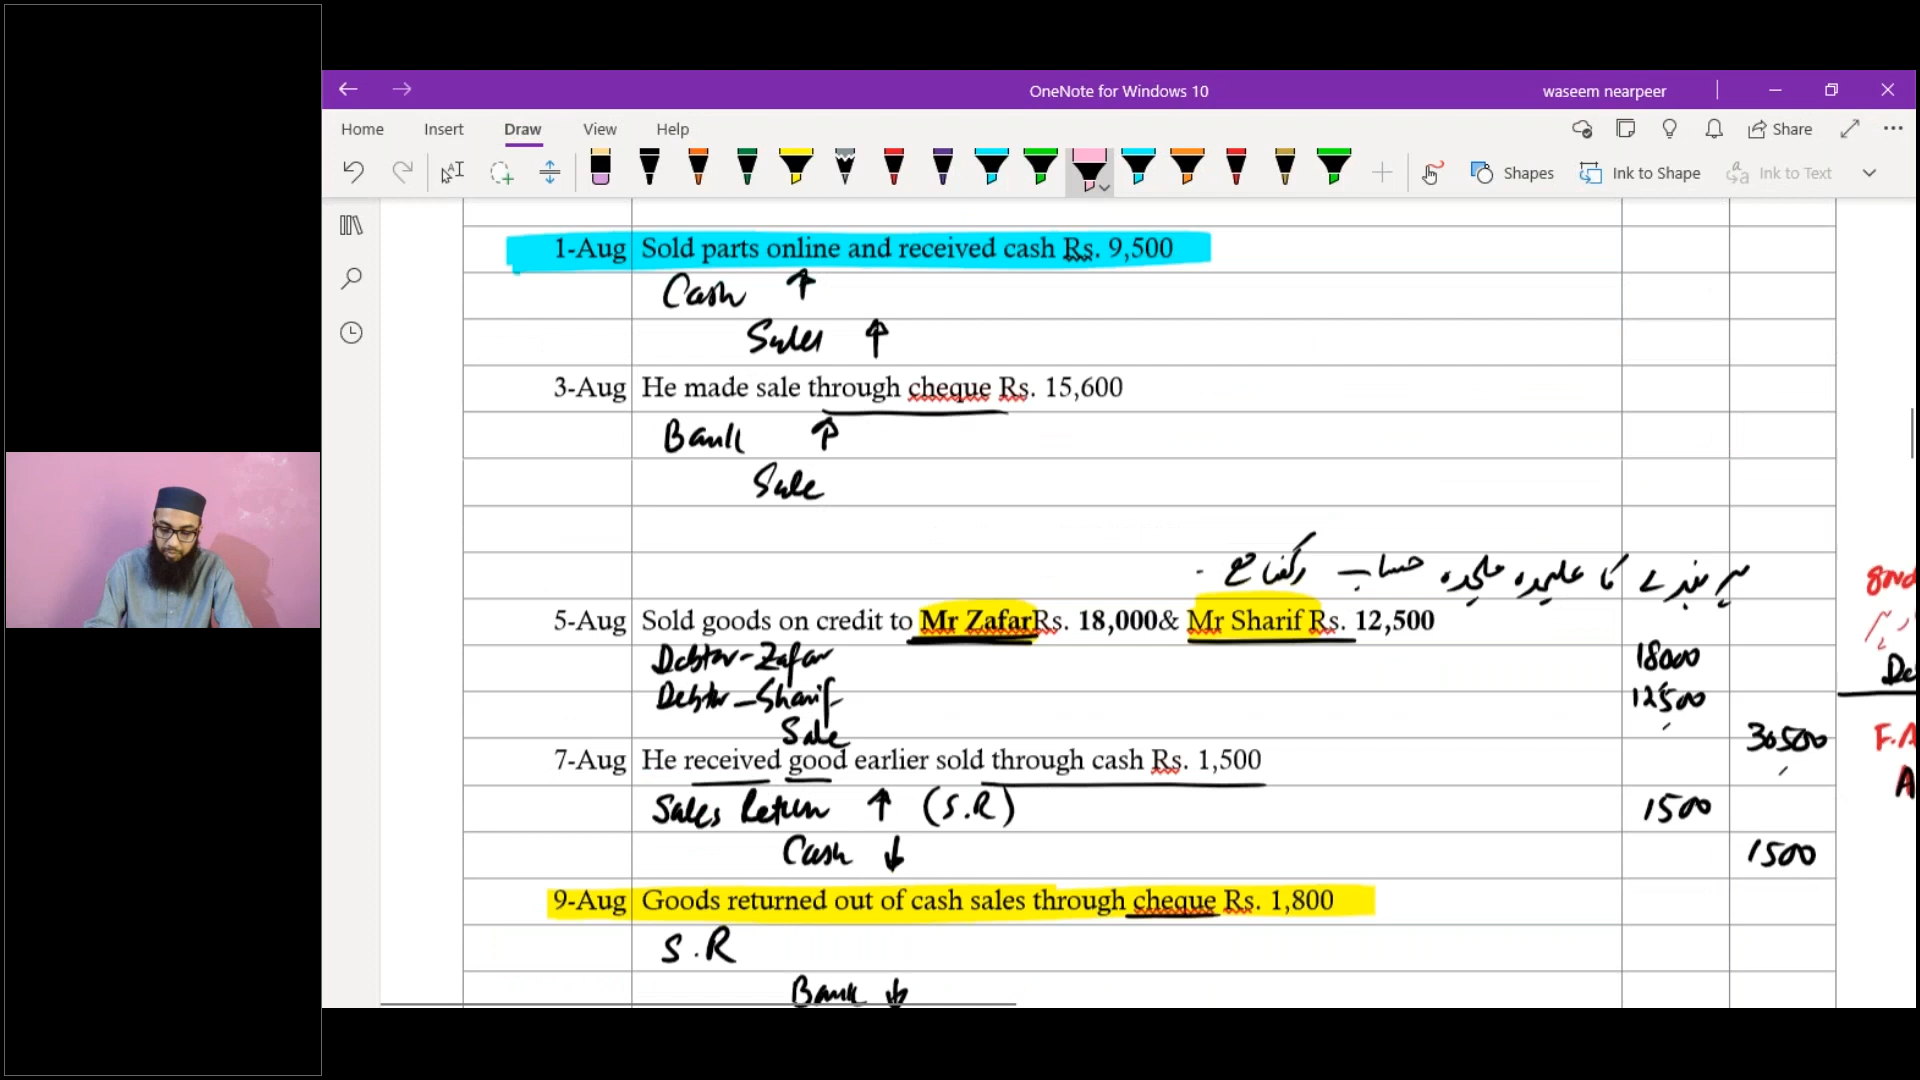 OneNote for Windows 10
waseem nearpeer
Home Insert Draw View Help
Share
Shapes Ink to Shape Ink to Text
1-Aug Sold parts online and received cash Rs. 9,500
Cash ↑
Sales ↑
3-Aug He made sale through cheque Rs. 15,600
Bank ↑
Sale
ہر بندے کا علیحدہ علیحدہ حساب رکھنا ہے -
5-Aug Sold goods on credit to Mr ZafarRs. 18,000& Mr Sharif Rs. 12,500
Debtor-Zafar 18000
Debtor-Sharif 12500
Sale 30500
7-Aug He received good earlier sold through cash Rs. 1,500
Sales Return ↑ (S.R) 1500
Cash ↓ 1500
9-Aug Goods returned out of cash sales through cheque Rs. 1,800
S.R
Bank ↓
De
F.A
A